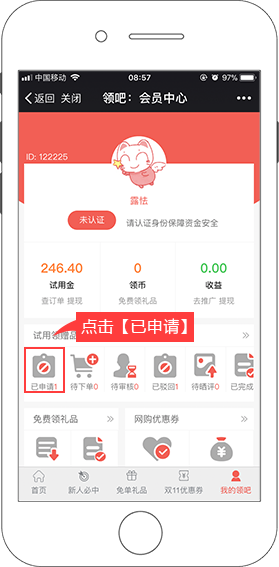 中国移动 08:57 97%
返回 关闭 领吧：会员中心
ID: 122225
露怯
未认证 请认证身份保障资金安全
246.40 0 0.00
试用金 领币 收益
查订单 提现 免费领礼品 去推广 提现
点击【已申请】
试用领赠品
已申请1 待下单0 待审核0 已驳回1 待晒评0 已完成
免费领礼品 网购优惠券
首页 新人必中 免单礼品 双11优惠券 我的领吧